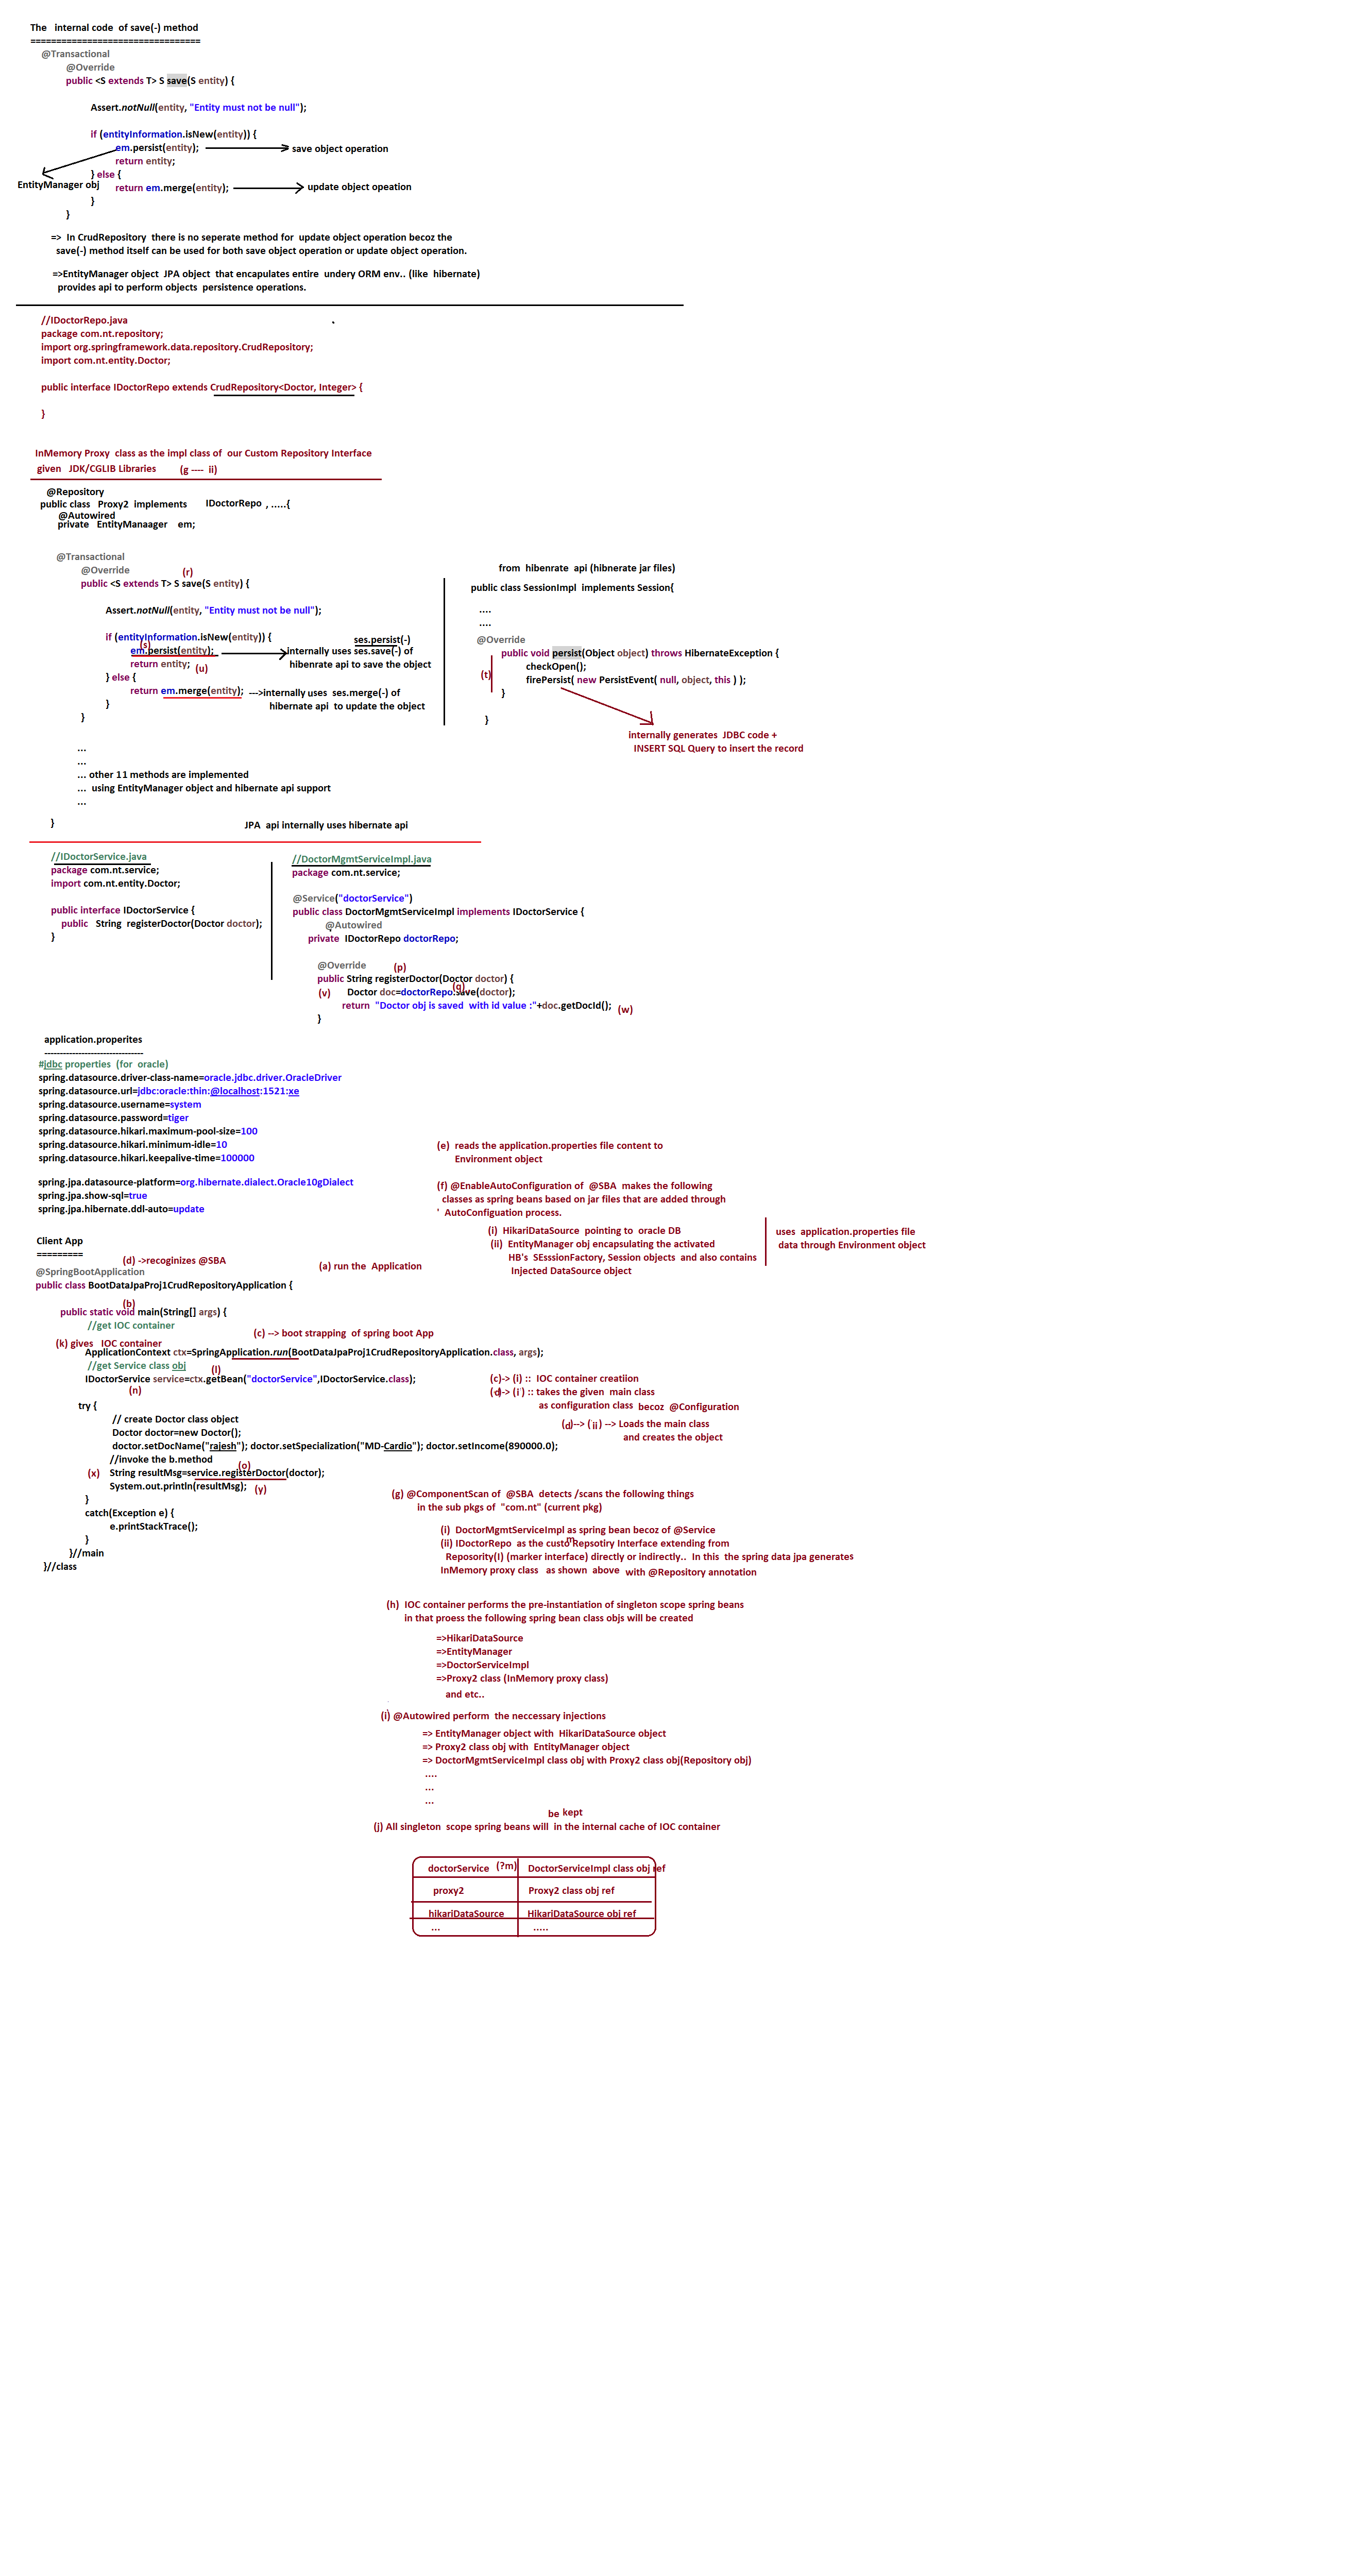 The   internal code  of save(-) method
=================================
@Transactional
@Override
public <S extends T> S save(S entity) {
Assert.notNull(entity, "Entity must not be null");
if (entityInformation.isNew(entity)) {
em.persist(entity);   save object operation
return entity;
} else {
EntityManager obj   return em.merge(entity);   update object opeation
}
}
=>  In CrudRepository  there is no seperate method for  update object operation becoz the
save(-) method itself can be used for both save object operation or update object operation.
=>EntityManager object  JPA object  that encapulates entire  undery ORM env.. (like  hibernate)
provides api to perform objects  persistence operations.
//IDoctorRepo.java
package com.nt.repository;
import org.springframework.data.repository.CrudRepository;
import com.nt.entity.Doctor;
public interface IDoctorRepo extends CrudRepository<Doctor, Integer> {
}
InMemory Proxy  class as the impl class of  our Custom Repository Interface
given   JDK/CGLIB Libraries   (g ----  ii)
@Repository
public class   Proxy2  implements   IDoctorRepo , .....{
@Autowired
private   EntityManaager    em;
@Transactional
@Override   (r)
public <S extends T> S save(S entity) {
Assert.notNull(entity, "Entity must not be null");
if (entityInformation.isNew(entity)) {
(s)   ses.persist(-)
em.persist(entity);   internally uses ses.save(-) of
return entity;   (u)   hibenrate api to save the object
} else {
return em.merge(entity);   --->internally uses  ses.merge(-) of
}   hibernate api  to update the object
}
from  hibenrate  api (hibnerate jar files)
public class SessionImpl  implements Session{
....
....
@Override
public void persist(Object object) throws HibernateException {
checkOpen();
(t)   firePersist( new PersistEvent( null, object, this ) );
}
}
internally generates  JDBC code +
INSERT SQL Query to insert the record
...
...
... other 11 methods are implemented
...  using EntityManager object and hibernate api support
...
}
JPA  api internally uses hibernate api
//IDoctorService.java
package com.nt.service;
import com.nt.entity.Doctor;
public interface IDoctorService {
public   String  registerDoctor(Doctor doctor);
}
//DoctorMgmtServiceImpl.java
package com.nt.service;
@Service("doctorService")
public class DoctorMgmtServiceImpl implements IDoctorService {
@Autowired
private  IDoctorRepo doctorRepo;
@Override   (p)
public String registerDoctor(Doctor doctor) {
(q)
(v)   Doctor doc=doctorRepo.save(doctor);
return  "Doctor obj is saved  with id value :"+doc.getDocId();   (w)
}
application.properites
--------------------------------
#jdbc properties  (for  oracle)
spring.datasource.driver-class-name=oracle.jdbc.driver.OracleDriver
spring.datasource.url=jdbc:oracle:thin:@localhost:1521:xe
spring.datasource.username=system
spring.datasource.password=tiger
spring.datasource.hikari.maximum-pool-size=100
spring.datasource.hikari.minimum-idle=10
spring.datasource.hikari.keepalive-time=100000
spring.jpa.datasource-platform=org.hibernate.dialect.Oracle10gDialect
spring.jpa.show-sql=true
spring.jpa.hibernate.ddl-auto=update
(e)  reads the application.properties file content to
Environment object
(f) @EnableAutoConfiguration of  @SBA  makes the following
classes as spring beans based on jar files that are added through
'  AutoConfiguation process.
(i)  HikariDataSource  pointing to  oracle DB
(ii)  EntityManager obj encapsulating the activated
HB's  SEsssionFactory, Session objects  and also contains
Injected DataSource object
uses  application.properties file
data through Environment object
Client App
=========
(d) ->recoginizes @SBA
@SpringBootApplication   (a) run the  Application
public class BootDataJpaProj1CrudRepositoryApplication {
(b)
public static void main(String[] args) {
//get IOC container
(c) --> boot strapping  of spring boot App
(k) gives   IOC container
ApplicationContext ctx=SpringApplication.run(BootDataJpaProj1CrudRepositoryApplication.class, args);
//get Service class obj   (l)
IDoctorService service=ctx.getBean("doctorService",IDoctorService.class);
(n)
try {
// create Doctor class object
Doctor doctor=new Doctor();
doctor.setDocName("rajesh"); doctor.setSpecialization("MD-Cardio"); doctor.setIncome(890000.0);
//invoke the b.method
(o)
(x)   String resultMsg=service.registerDoctor(doctor);
System.out.println(resultMsg);   (y)
}
catch(Exception e) {
e.printStackTrace();
}
}//main
}//class
(c)-> (i) ::  IOC container creatiion
(d)-> (i') :: takes the given  main class
as configuration class  becoz  @Configuration
(d)--> ( ii ) --> Loads the main class
and creates the object
(g) @ComponentScan of  @SBA  detects /scans the following things
in the sub pkgs of  "com.nt" (current pkg)
(i)  DoctorMgmtServiceImpl as spring bean becoz of @Service
m
(ii) IDoctorRepo  as the custo Repsotiry Interface extending from
Reposority(I) (marker interface) directly or indirectly..  In this  the spring data jpa generates
InMemory proxy class   as shown  above  with @Repository annotation
(h)  IOC container performs the pre-instantiation of singleton scope spring beans
in that proess the following spring bean class objs will be created
=>HikariDataSource
=>EntityManager
=>DoctorServiceImpl
=>Proxy2 class (InMemory proxy class)
and etc..
(i) @Autowired perform  the neccessary injections
=> EntityManager object with  HikariDataSource object
=> Proxy2 class obj with  EntityManager object
=> DoctorMgmtServiceImpl class obj with Proxy2 class obj(Repository obj)
....
...
...
be kept
(j) All singleton  scope spring beans will  in the internal cache of IOC container
doctorService   (?m)   DoctorServiceImpl class obj ref
proxy2   Proxy2 class obj ref
hikariDataSource   HikariDataSource obj ref
...   .....